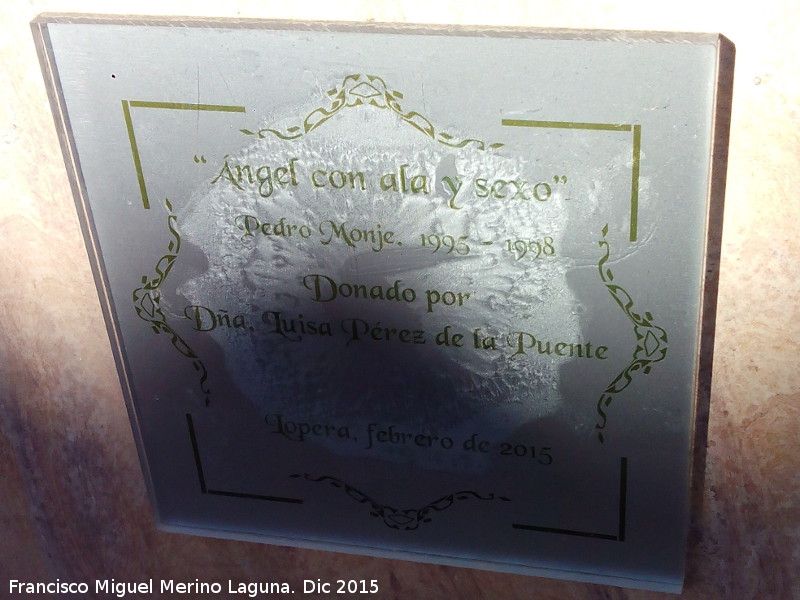 "Ángel con ala y sexo"
Pedro Monje. 1995 - 1998
Donado por
Dña. Luisa Pérez de la Puente
Lopera, febrero de 2015
Francisco Miguel Merino Laguna. Dic 2015